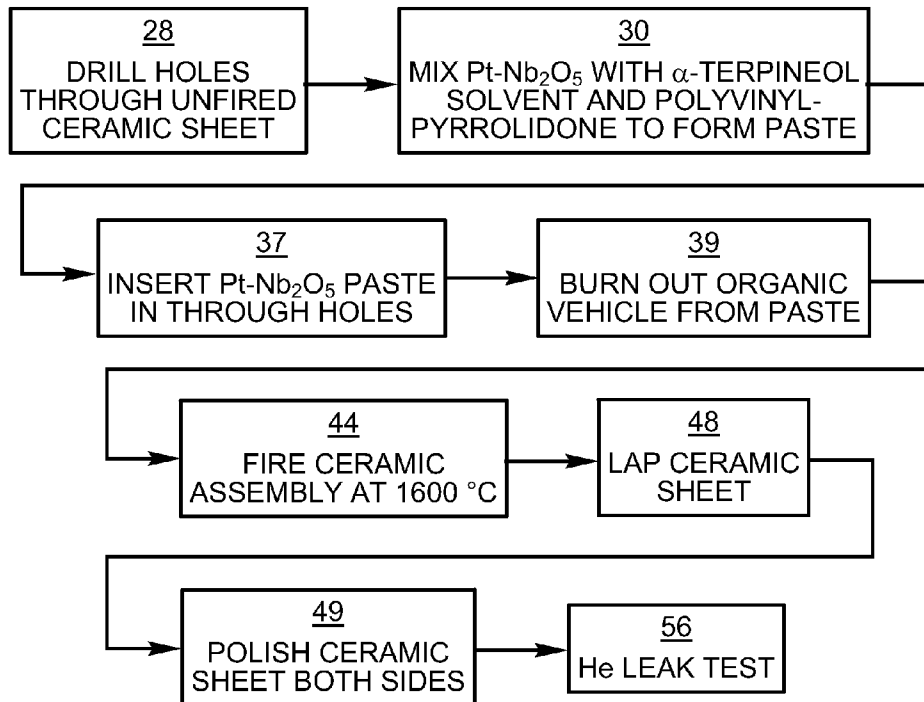 28
DRILL HOLES
THROUGH UNFIRED
CERAMIC SHEET
30
MIX Pt-Nb₂O₅ WITH α-TERPINEOL
SOLVENT AND POLYVINYL-
PYRROLIDONE TO FORM PASTE
37
INSERT Pt-Nb₂O₅ PASTE
IN THROUGH HOLES
39
BURN OUT ORGANIC
VEHICLE FROM PASTE
44
FIRE CERAMIC
ASSEMBLY AT 1600 °C
48
LAP CERAMIC
SHEET
49
POLISH CERAMIC
SHEET BOTH SIDES
56
He LEAK TEST